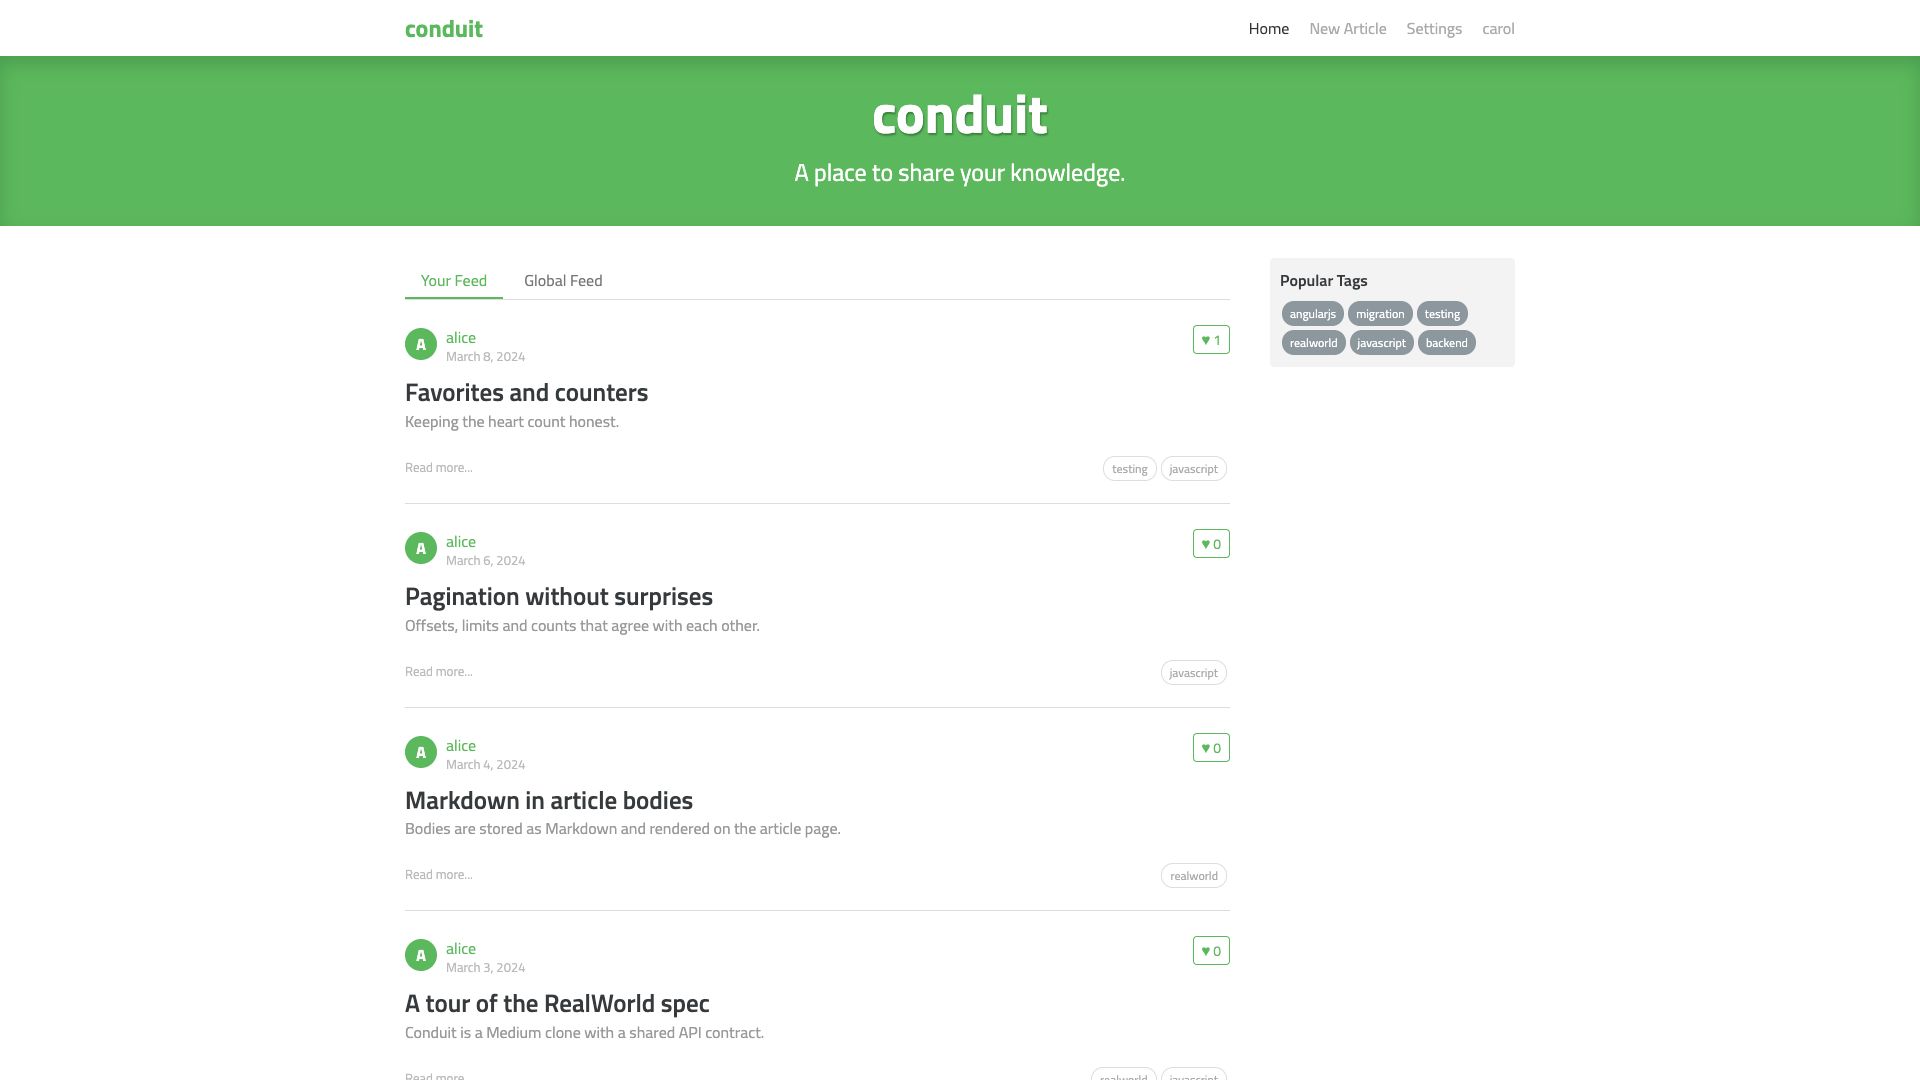 conduit
Home New Article Settings carol
conduit
A place to share your knowledge.
Your Feed Global Feed
Popular Tags
angularjs migration testing
realworld javascript backend
A alice ♥ 1
March 8, 2024
Favorites and counters
Keeping the heart count honest.
Read more... testing javascript
A alice ♥ 0
March 6, 2024
Pagination without surprises
Offsets, limits and counts that agree with each other.
Read more... javascript
A alice ♥ 0
March 4, 2024
Markdown in article bodies
Bodies are stored as Markdown and rendered on the article page.
Read more... realworld
A alice ♥ 0
March 3, 2024
A tour of the RealWorld spec
Conduit is a Medium clone with a shared API contract.
Read more... realworld javascript